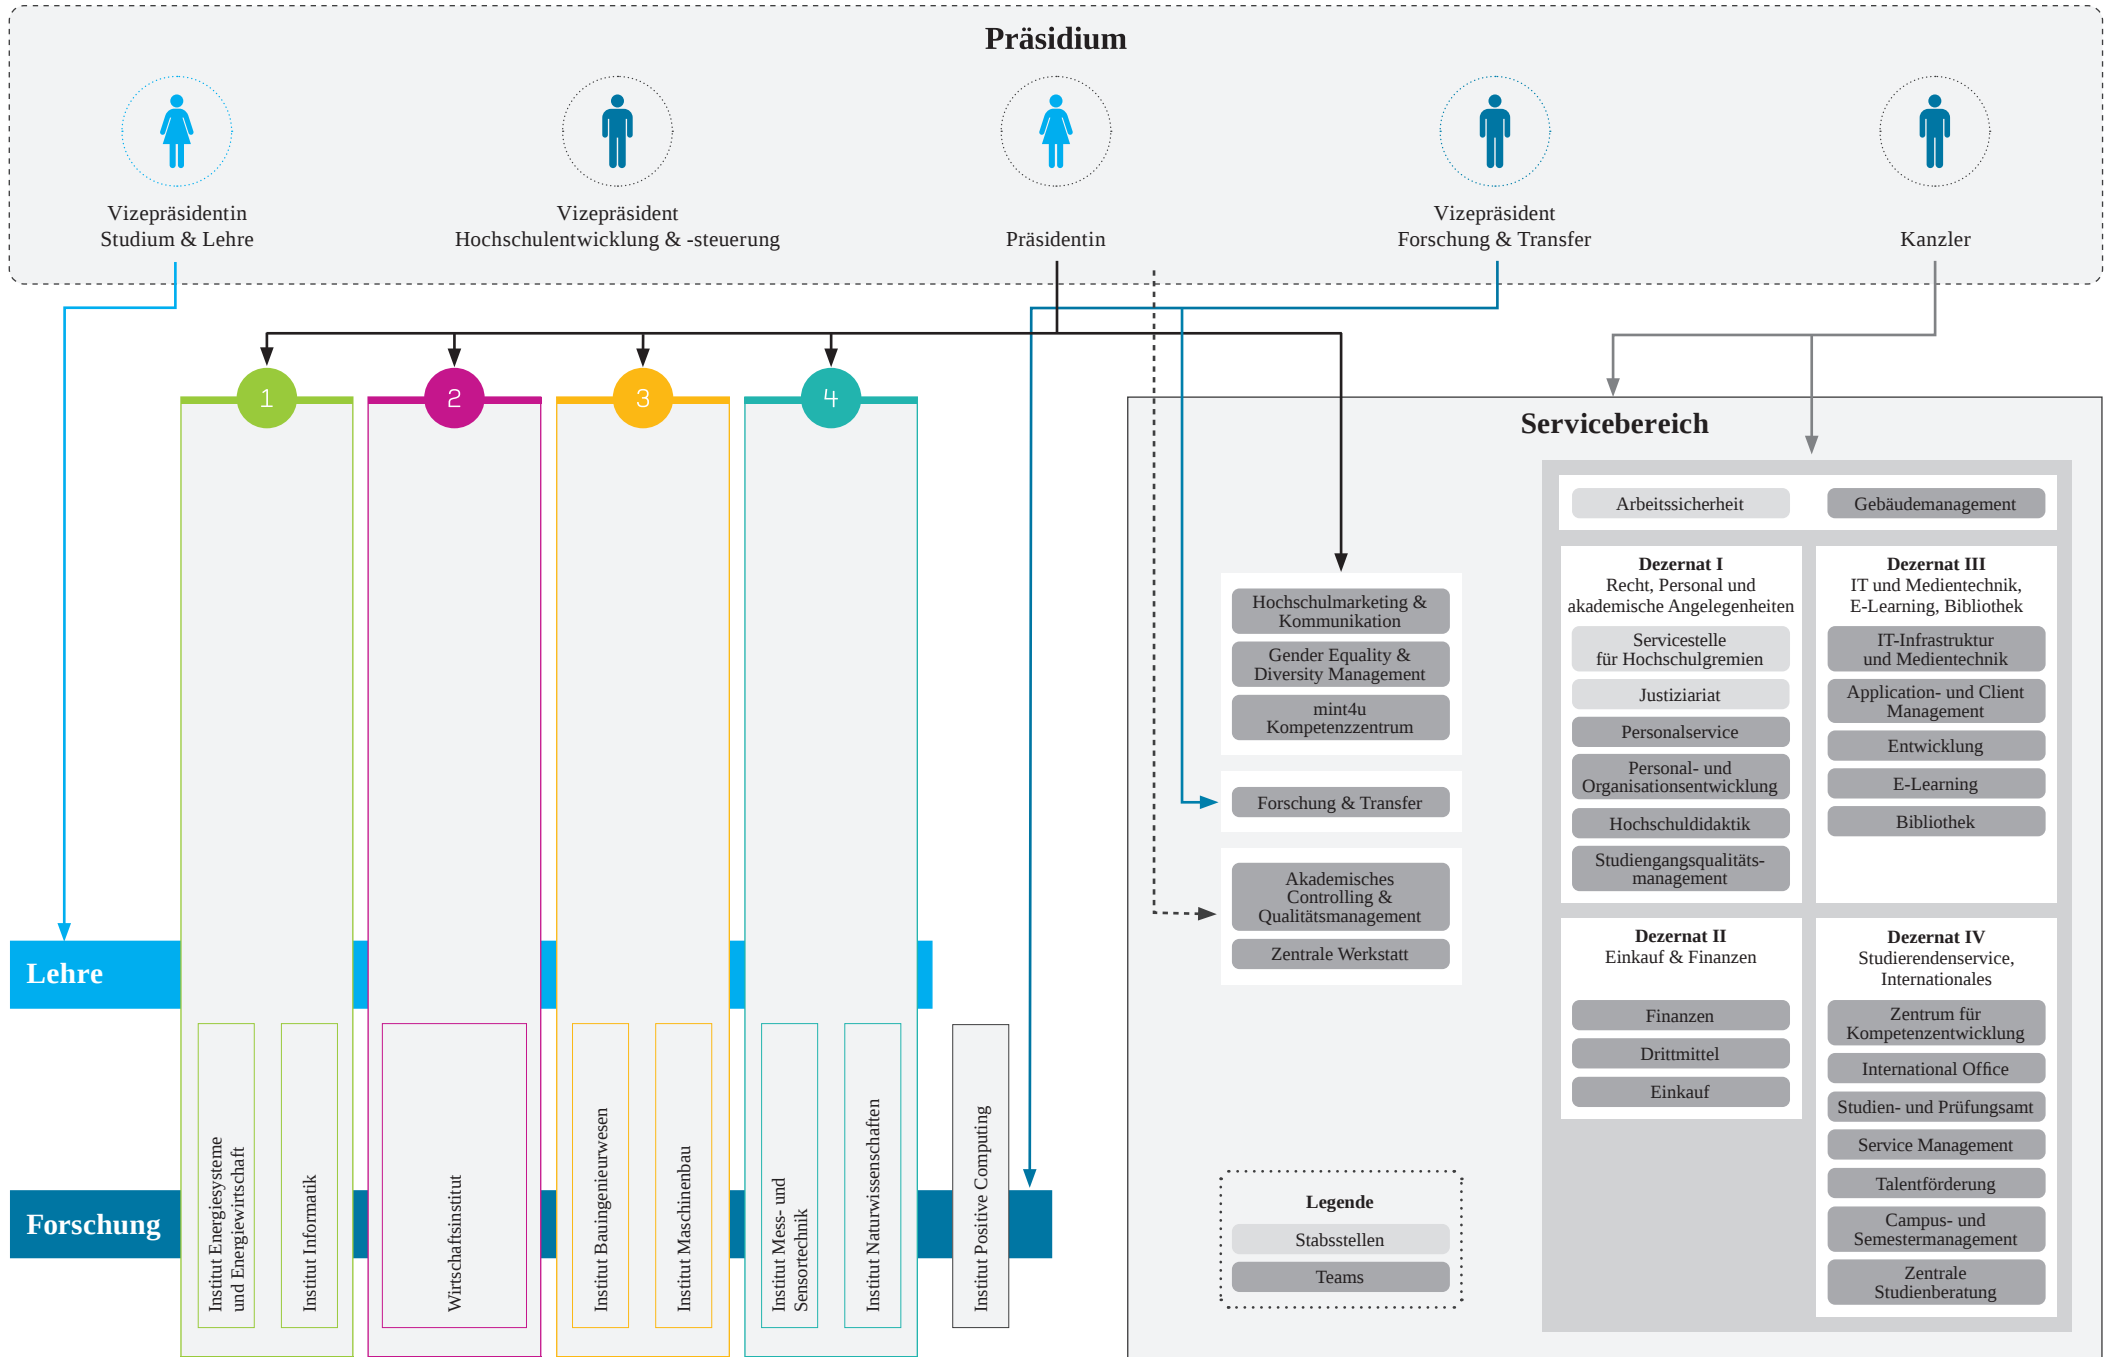 Präsidium
Vizepräsidentin
Studium & Lehre
Vizepräsident
Hochschulentwicklung & -steuerung
Präsidentin
Vizepräsident
Forschung & Transfer
Kanzler
1
2
3
4
Lehre
Forschung
Institut Energiesysteme
und Energiewirtschaft
Institut Informatik
Wirtschaftsinstitut
Institut Bauingenieurwesen
Institut Maschinenbau
Institut Mess- und
Sensortechnik
Institut Naturwissenschaften
Institut Positive Computing
Servicebereich
Hochschulmarketing &
Kommunikation
Gender Equality &
Diversity Management
mint4u
Kompetenzzentrum
Forschung & Transfer
Akademisches
Controlling &
Qualitätsmanagement
Zentrale Werkstatt
Legende
Stabsstellen
Teams
Arbeitssicherheit
Gebäudemanagement
Dezernat I
Recht, Personal und
akademische Angelegenheiten
Servicestelle
für Hochschulgremien
Justiziariat
Personalservice
Personal- und
Organisationsentwicklung
Hochschuldidaktik
Studiengangsqualitäts-
management
Dezernat II
Einkauf & Finanzen
Finanzen
Drittmittel
Einkauf
Dezernat III
IT und Medientechnik,
E-Learning, Bibliothek
IT-Infrastruktur
und Medientechnik
Application- und Client
Management
Entwicklung
E-Learning
Bibliothek
Dezernat IV
Studierendenservice,
Internationales
Zentrum für
Kompetenzentwicklung
International Office
Studien- und Prüfungsamt
Service Management
Talentförderung
Campus- und
Semestermanagement
Zentrale
Studienberatung